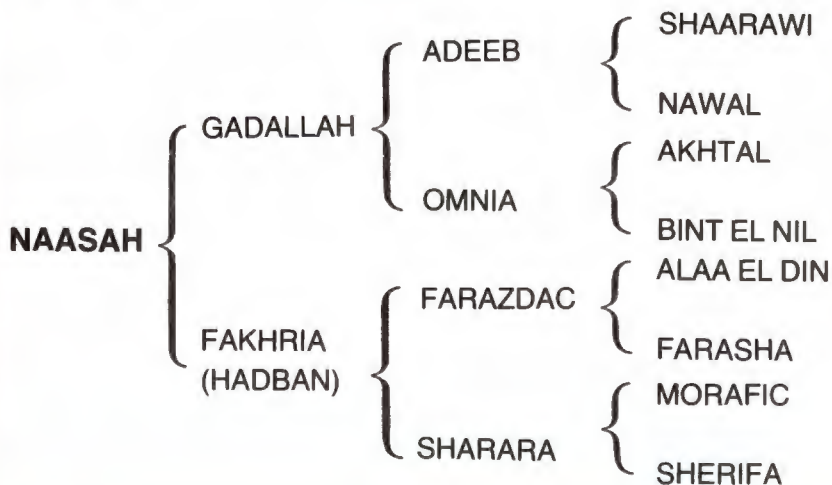 SHAARAWI
ADEEB
NAWAL
GADALLAH
AKHTAL
OMNIA
BINT EL NIL
NAASAH
ALAA EL DIN
FARAZDAC
FARASHA
FAKHRIA
(HADBAN)
MORAFIC
SHARARA
SHERIFA